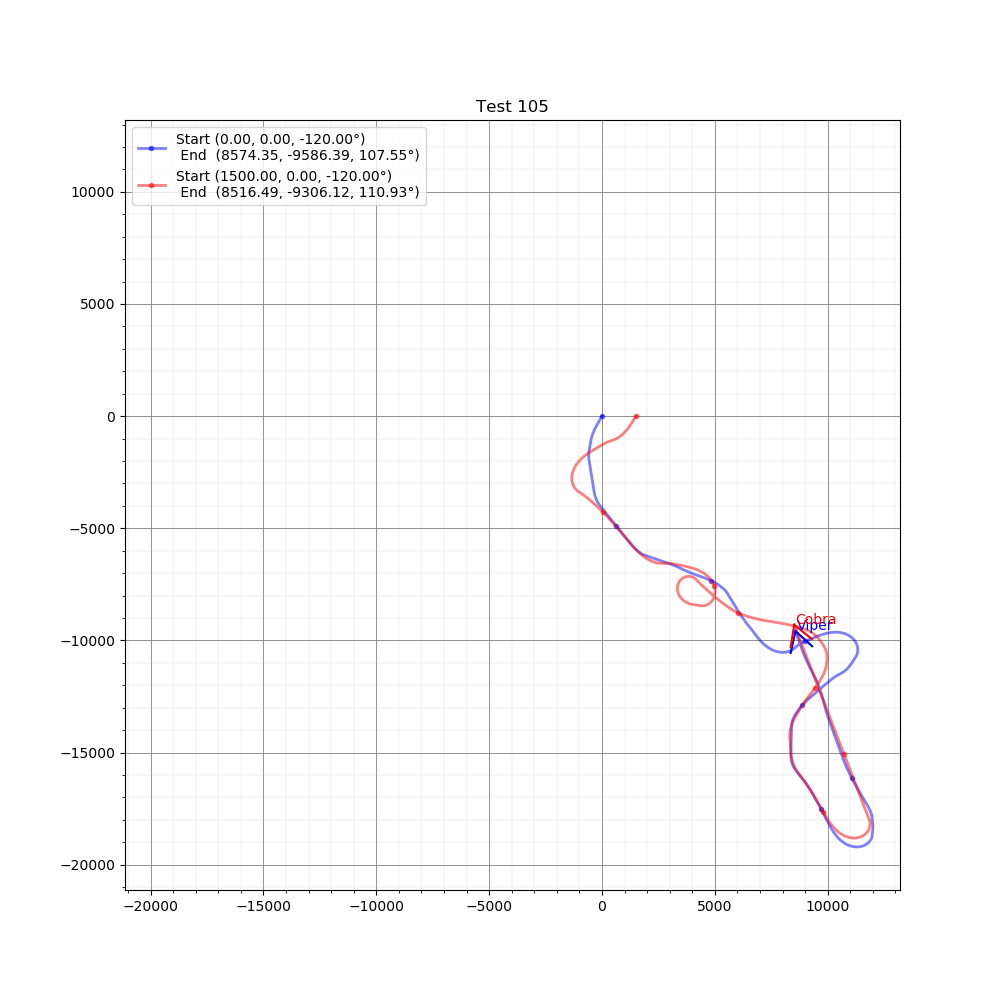 Test 105
Start (0.00, 0.00, -120.00°)
End  (8574.35, -9586.39, 107.55°)
Start (1500.00, 0.00, -120.00°)
End  (8516.49, -9306.12, 110.93°)
10000
5000
0
−5000
−10000
−15000
−20000
Cobra
Viper
−20000 −15000 −10000 −5000 0 5000 10000